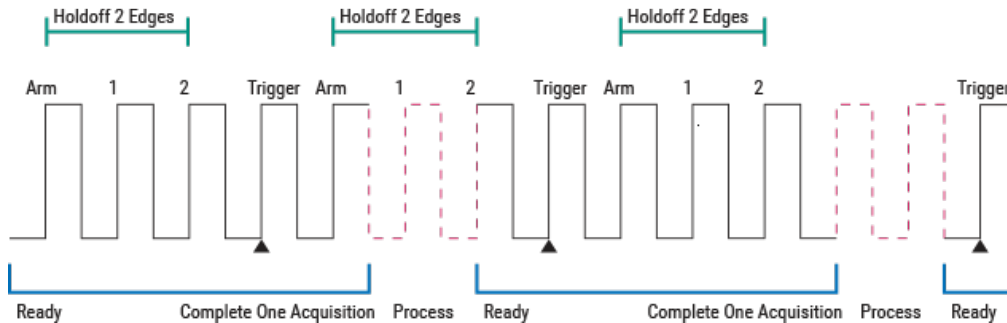 Holdoff 2 Edges Holdoff 2 Edges Holdoff 2 Edges
Arm 1 2 Trigger Arm 1 2 Trigger Arm 1 2 Trigger
Ready Complete One Acquisition Process Ready Complete One Acquisition Process Ready